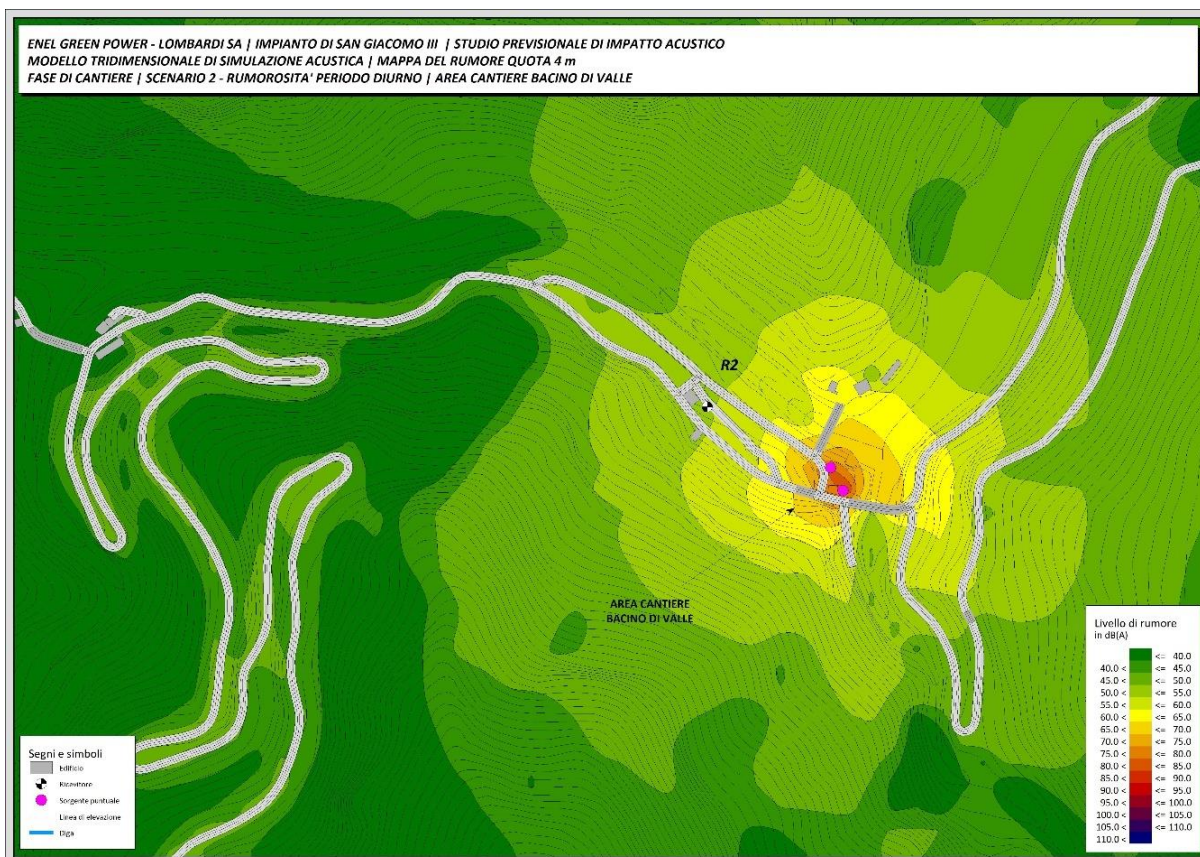 ENEL GREEN POWER - LOMBARDI SA | IMPIANTO DI SAN GIACOMO III | STUDIO PREVISIONALE DI IMPATTO ACUSTICO
MODELLO TRIDIMENSIONALE DI SIMULAZIONE ACUSTICA | MAPPA DEL RUMORE QUOTA 4 m
FASE DI CANTIERE | SCENARIO 2 - RUMOROSITA' PERIODO DIURNO | AREA CANTIERE BACINO DI VALLE
R2
AREA CANTIERE
BACINO DI VALLE
Segni e simboli
Edificio
Ricevitore
Sorgente puntuale
Linea di elevazione
Diga
Livello di rumore
in dB(A)
<= 40.0
40.0 < <= 45.0
45.0 < <= 50.0
50.0 < <= 55.0
55.0 < <= 60.0
60.0 < <= 65.0
65.0 < <= 70.0
70.0 < <= 75.0
75.0 < <= 80.0
80.0 < <= 85.0
85.0 < <= 90.0
90.0 < <= 95.0
95.0 < <= 100.0
100.0 < <= 105.0
105.0 < <= 110.0
110.0 <